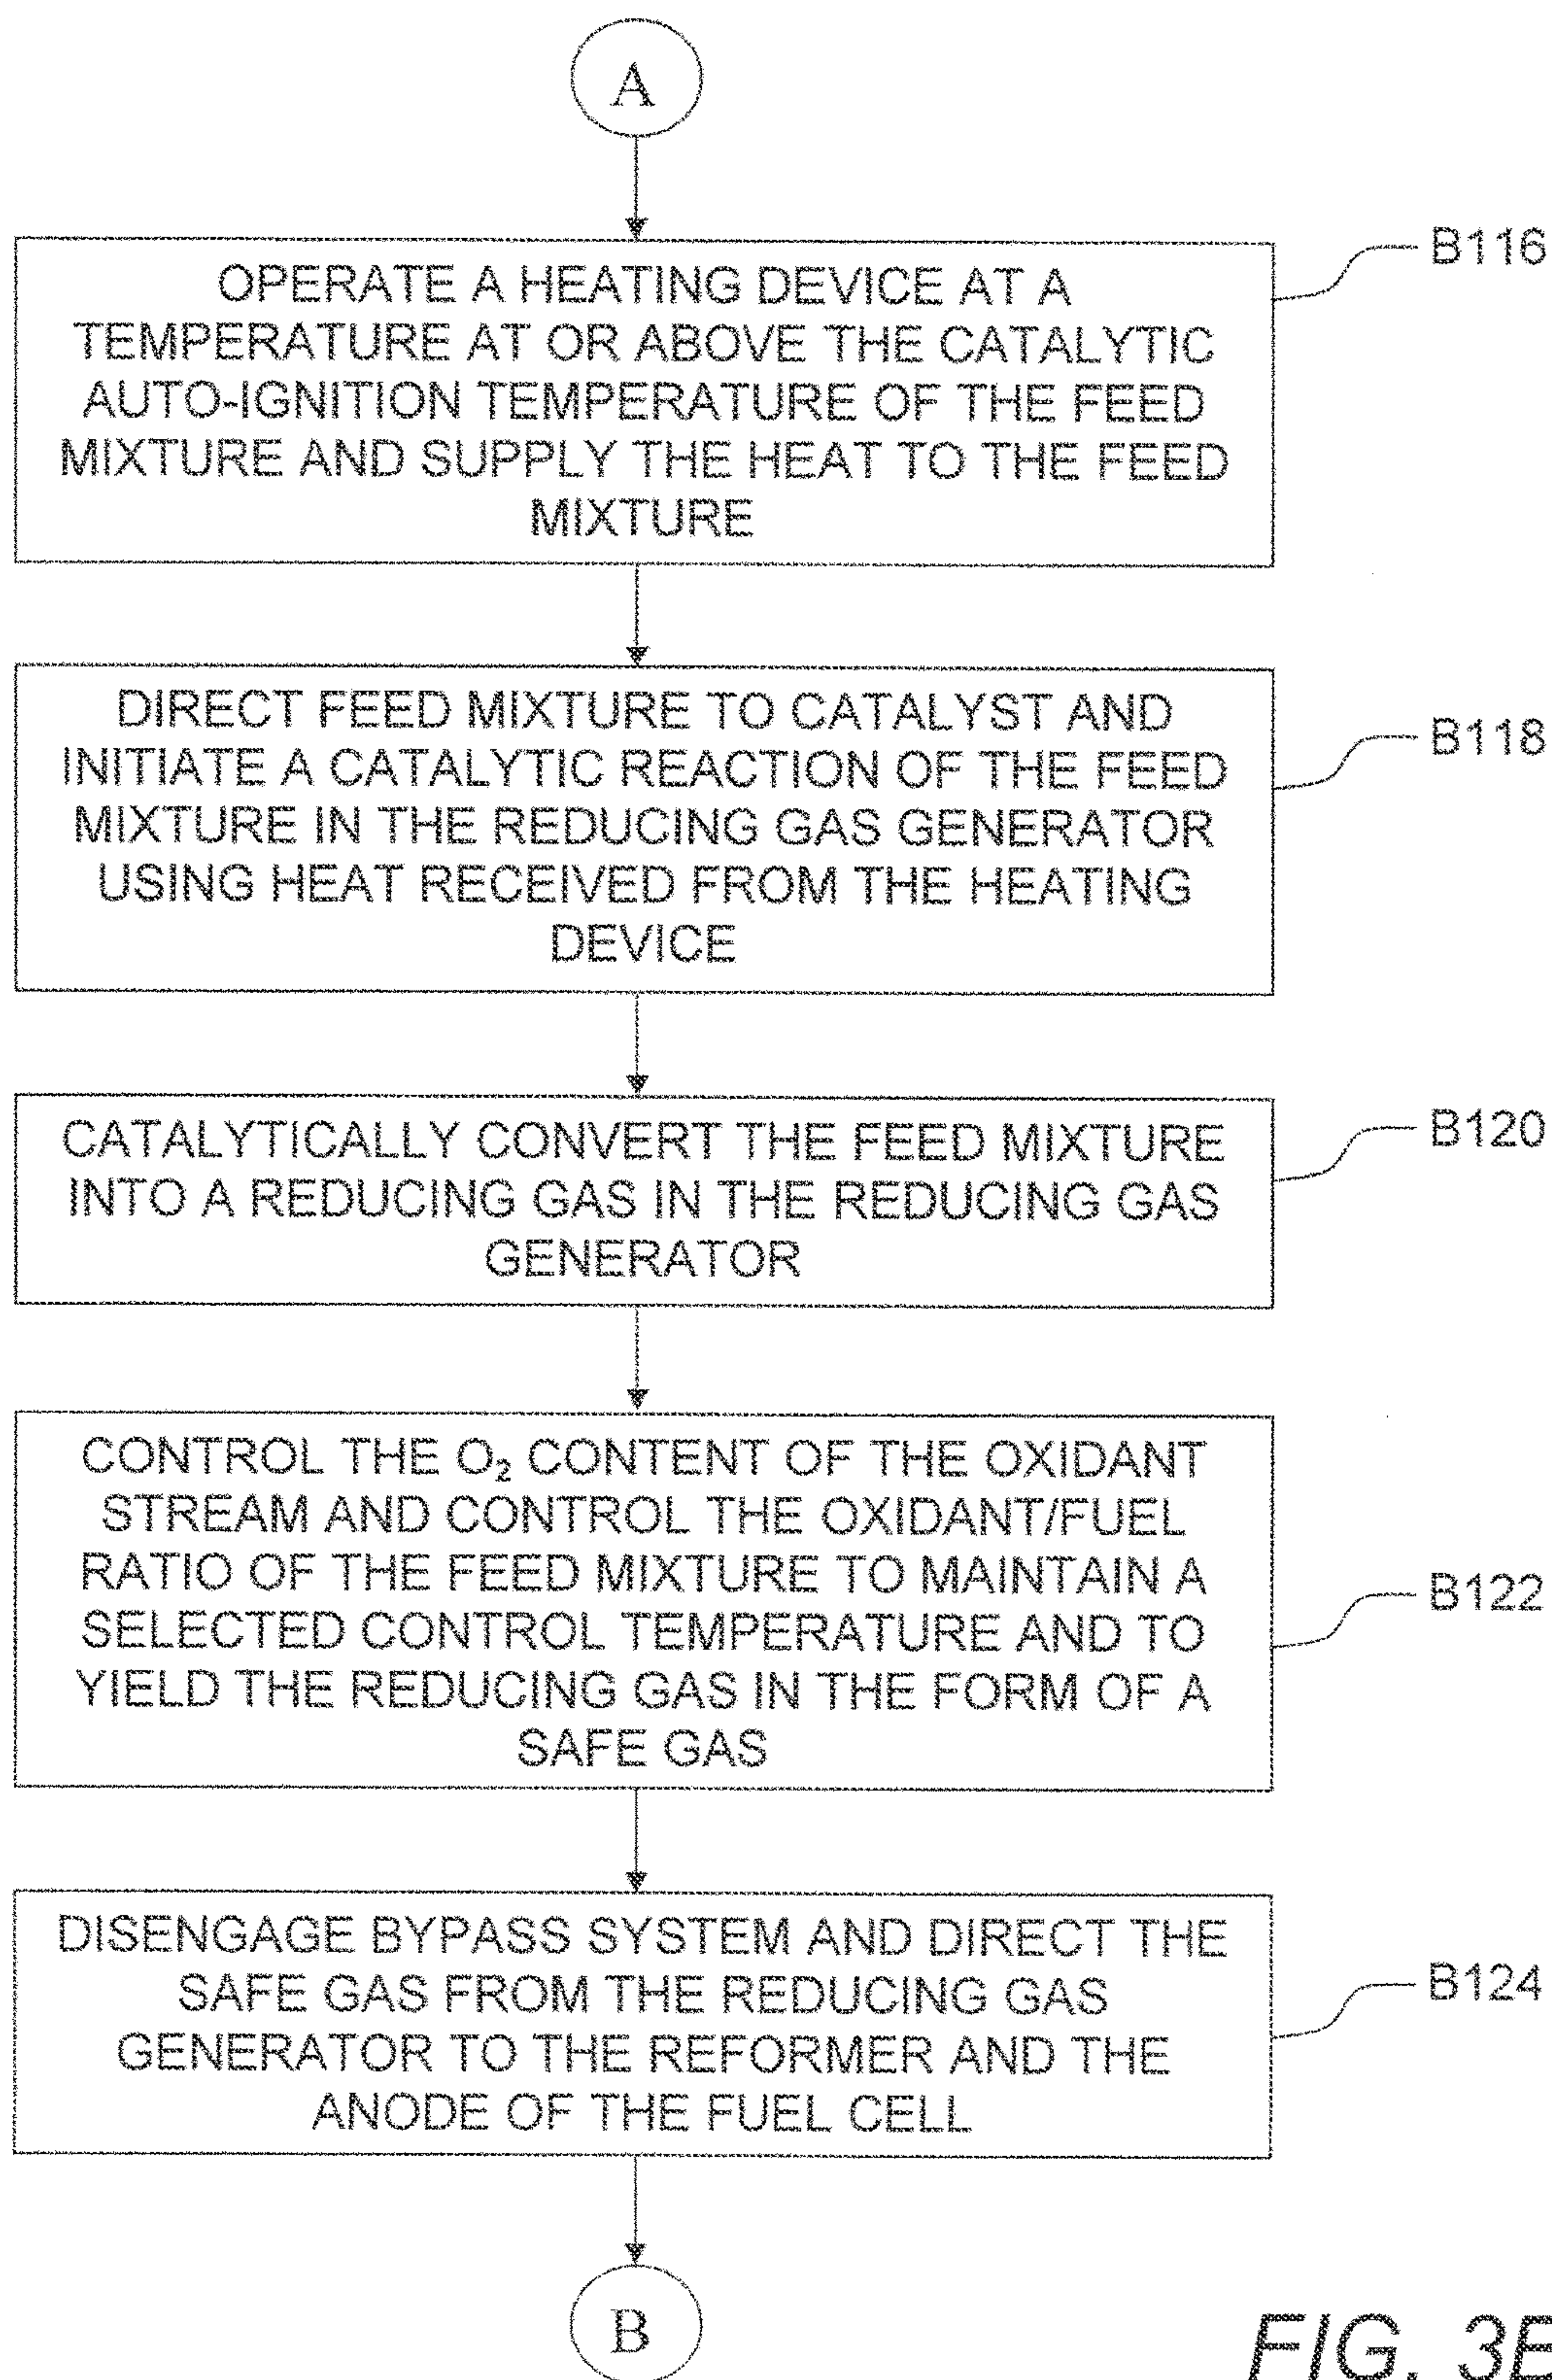 A
OPERATE A HEATING DEVICE AT A
TEMPERATURE AT OR ABOVE THE CATALYTIC
AUTO-IGNITION TEMPERATURE OF THE FEED
MIXTURE AND SUPPLY THE HEAT TO THE FEED
MIXTURE
B116
DIRECT FEED MIXTURE TO CATALYST AND
INITIATE A CATALYTIC REACTION OF THE FEED
MIXTURE IN THE REDUCING GAS GENERATOR
USING HEAT RECEIVED FROM THE HEATING
DEVICE
B118
CATALYTICALLY CONVERT THE FEED MIXTURE
INTO A REDUCING GAS IN THE REDUCING GAS
GENERATOR
B120
CONTROL THE O₂ CONTENT OF THE OXIDANT
STREAM AND CONTROL THE OXIDANT/FUEL
RATIO OF THE FEED MIXTURE TO MAINTAIN A
SELECTED CONTROL TEMPERATURE AND TO
YIELD THE REDUCING GAS IN THE FORM OF A
SAFE GAS
B122
DISENGAGE BYPASS SYSTEM AND DIRECT THE
SAFE GAS FROM THE REDUCING GAS
GENERATOR TO THE REFORMER AND THE
ANODE OF THE FUEL CELL
B124
B
FIG. 3B